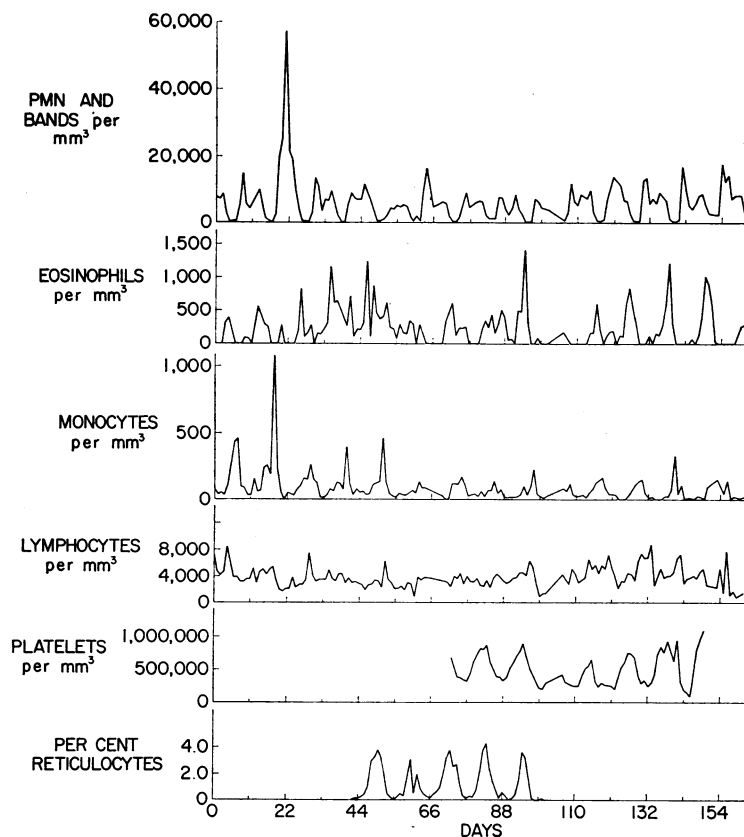 60,000
40,000
20,000
0
PMN AND
BANDS per
mm³
1,500
1,000
500
0
EOSINOPHILS
per mm³
1,000
500
0
MONOCYTES
per mm³
8,000
4,000
0
LYMPHOCYTES
per mm³
1,000,000
500,000
0
PLATELETS
per mm³
4.0
2.0
0
PER CENT
RETICULOCYTES
0 22 44 66 88 110 132 154
DAYS